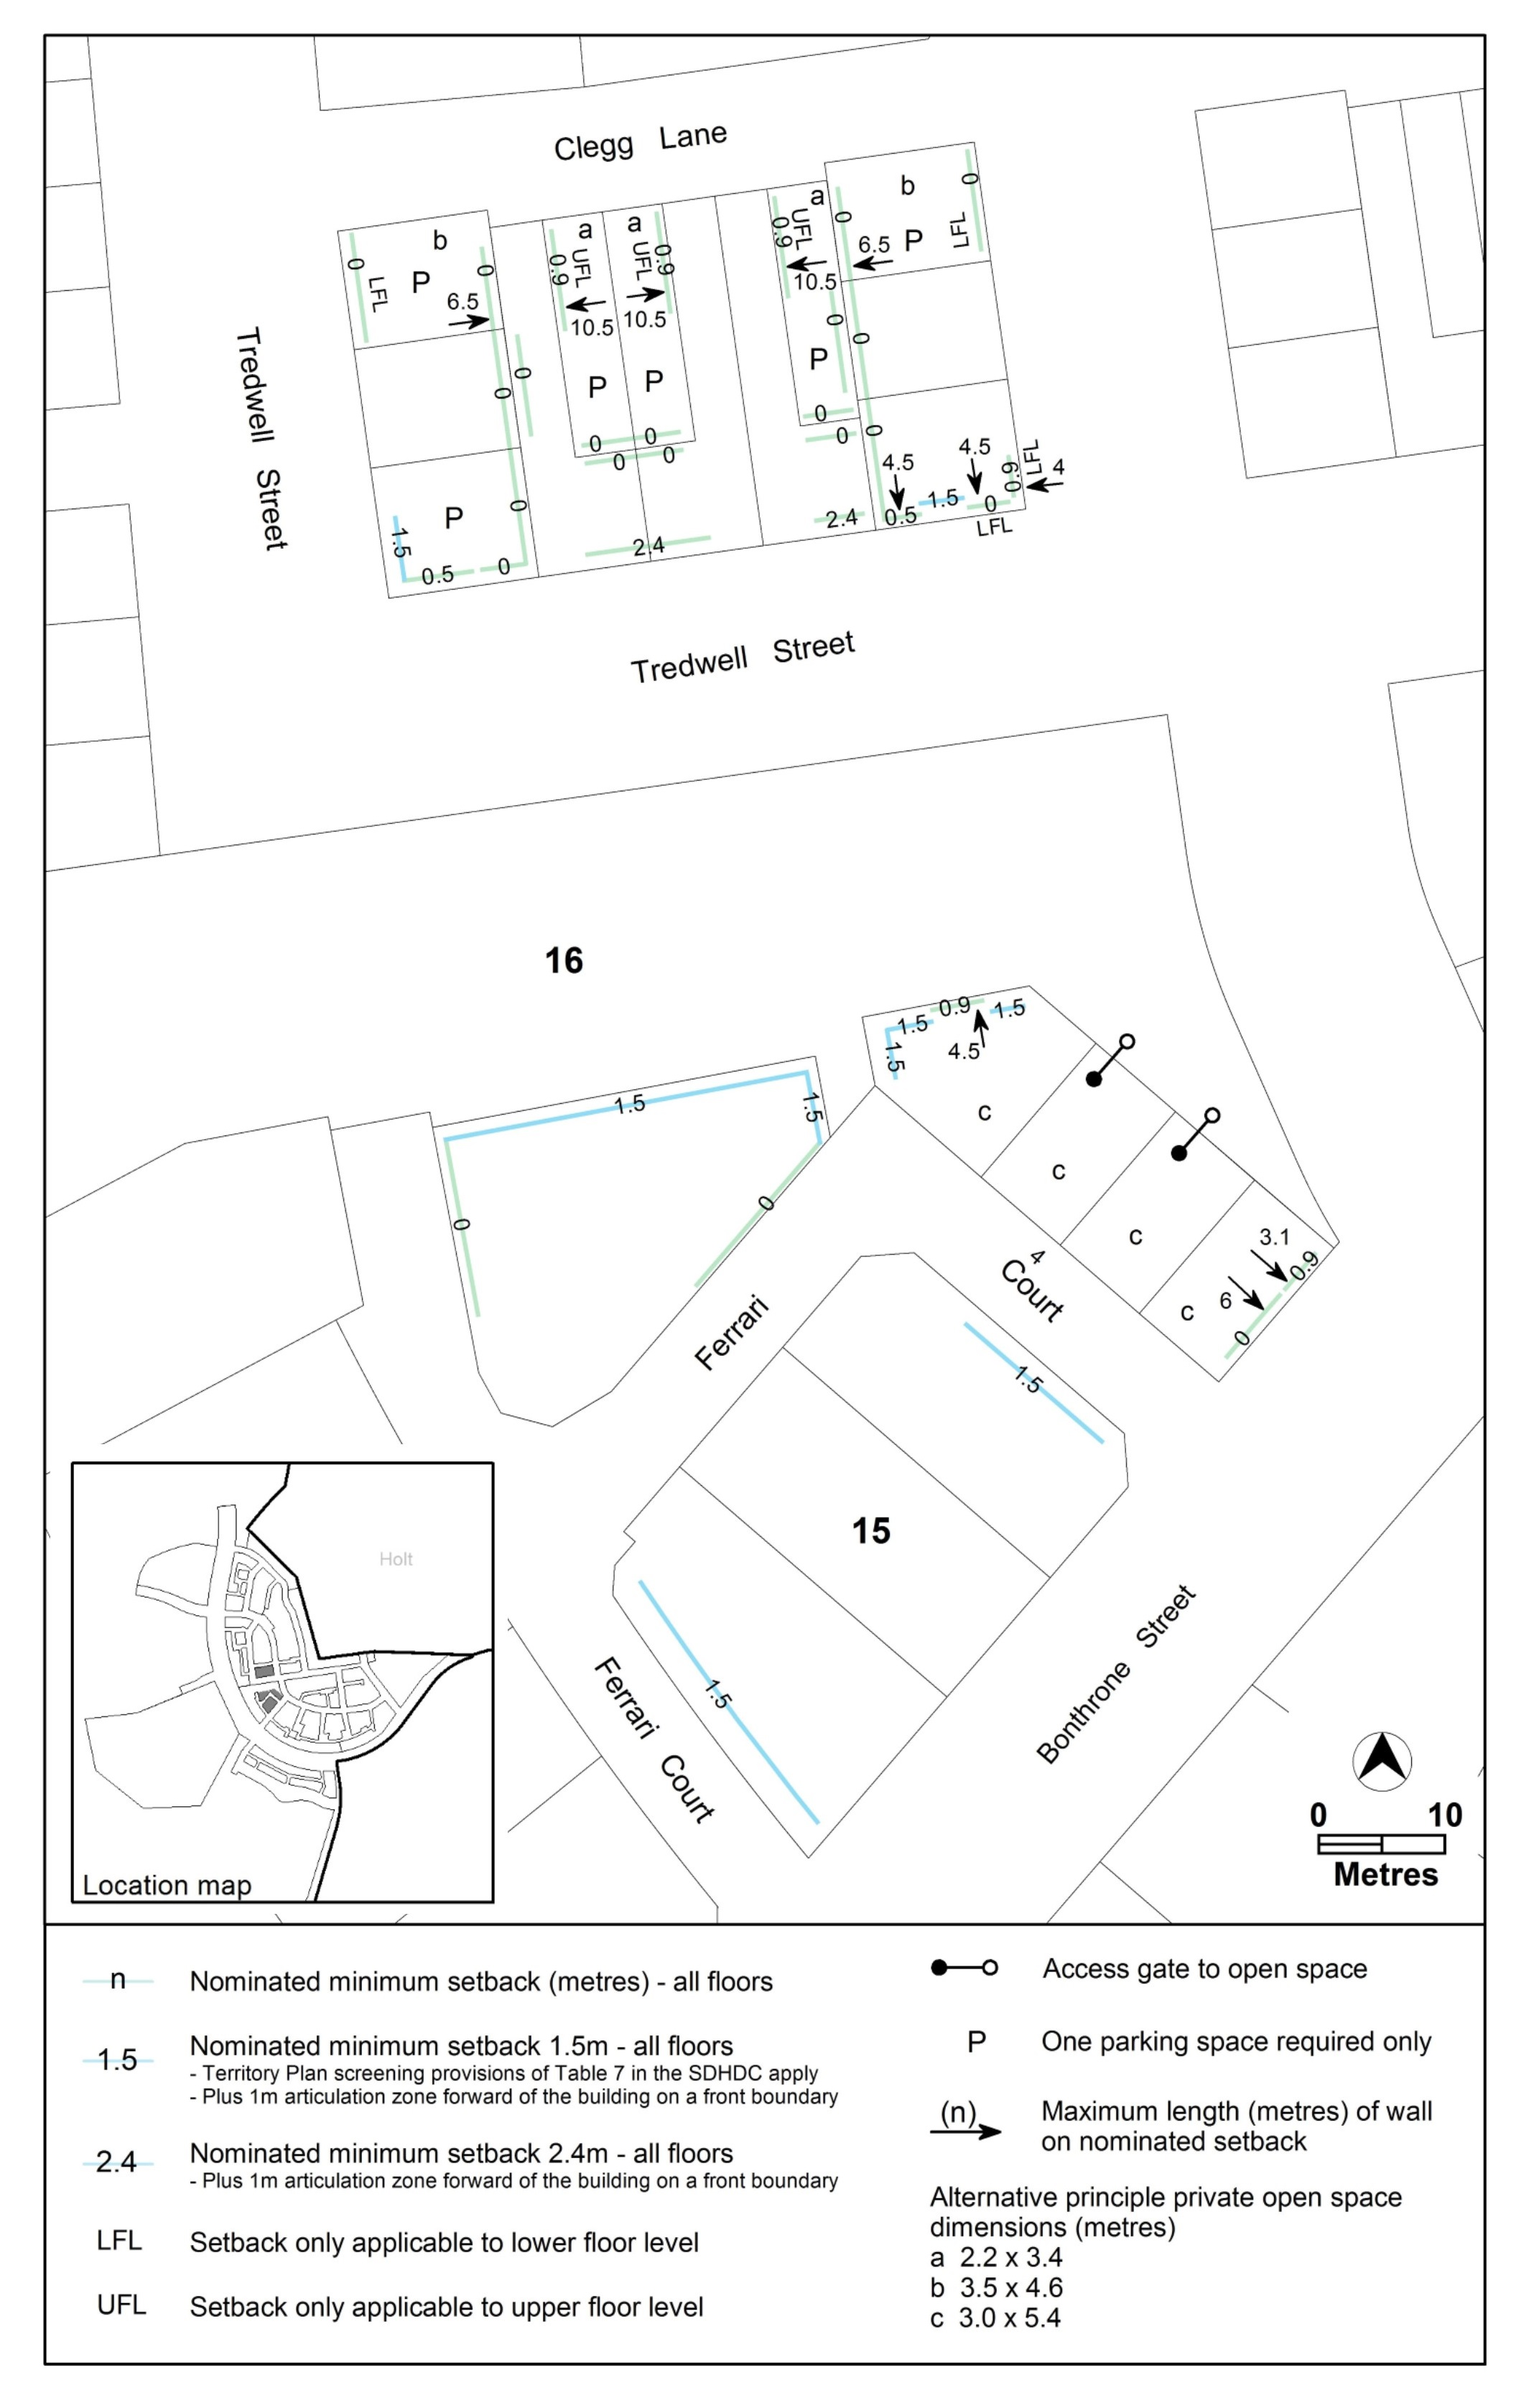 Clegg Lane
b
P
0
LFL
0
6.5
0
0
P
0
1.5
0.5
0
a
a
0.9
UFL
UFL
0.9
10.5
10.5
P
P
0
0
0
0
2.4
a
0.9
UFL
10.5
0
P
0
0
2.4
b
0
0
LFL
6.5
P
0
0
4.5
4.5
0.5
1.5
0
LFL
0.9
LFL
4
Tredwell Street
Tredwell Street
16
1.5
1.5
0
0
1.5
0.9
1.5
1.5
4.5
c
c
c
c
3.1
0.9
6
0
4
Court
Ferrari
1.5
15
1.5
Ferrari Court
Bonthrone Street
Holt
Location map
0 10
Metres
n Nominated minimum setback (metres) - all floors
1.5 Nominated minimum setback 1.5m - all floors
- Territory Plan screening provisions of Table 7 in the SDHDC apply
- Plus 1m articulation zone forward of the building on a front boundary
2.4 Nominated minimum setback 2.4m - all floors
- Plus 1m articulation zone forward of the building on a front boundary
LFL Setback only applicable to lower floor level
UFL Setback only applicable to upper floor level
Access gate to open space
P One parking space required only
(n) Maximum length (metres) of wall
on nominated setback
Alternative principle private open space
dimensions (metres)
a 2.2 x 3.4
b 3.5 x 4.6
c 3.0 x 5.4